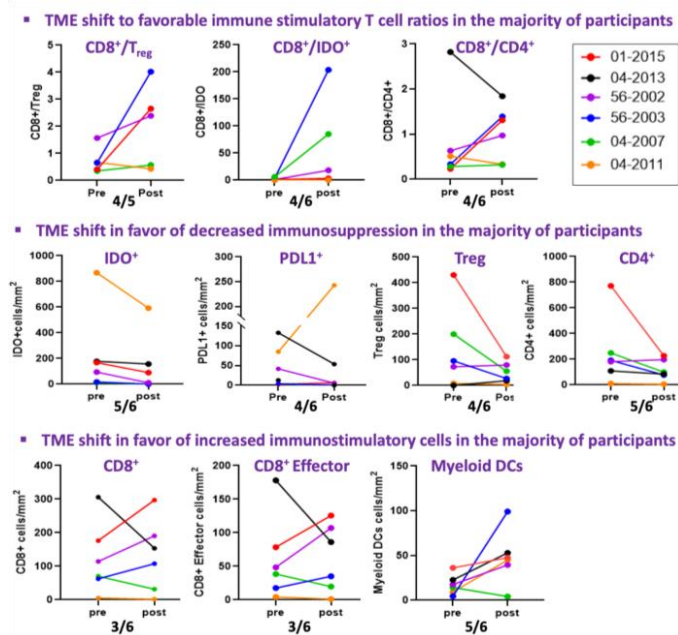 ▪ TME shift to favorable immune stimulatory T cell ratios in the majority of participants
CD8⁺/Treg
CD8+/Treg
5
4
3
2
1
0
Pre Post
4/5
CD8⁺/IDO⁺
CD8+/IDO
250
200
150
100
50
0
Pre Post
4/6
CD8⁺/CD4⁺
CD8+/CD4+
3
2
1
0
Pre Post
4/6
01-2015
04-2013
56-2002
56-2003
04-2007
04-2011
▪ TME shift in favor of decreased immunosuppression in the majority of participants
IDO⁺
IDO+cells/mm²
1000
800
600
400
200
0
pre post
5/6
PDL1⁺
PDL1+ cells/mm²
300
250
200
150
100
50
0
Pre Post
4/6
Treg
Treg cells/mm²
500
400
300
200
100
0
Pre Post
4/6
CD4⁺
CD4+ cells/mm²
1000
800
600
400
200
0
pre post
5/6
▪ TME shift in favor of increased immunostimulatory cells in the majority of participants
CD8⁺
CD8+ cells/mm²
400
300
200
100
0
pre post
3/6
CD8⁺ Effector
CD8+ Effector cells/mm²
200
150
100
50
0
pre post
3/6
Myeloid DCs
Myeloid DCs cells/mm²
150
100
50
0
pre post
5/6